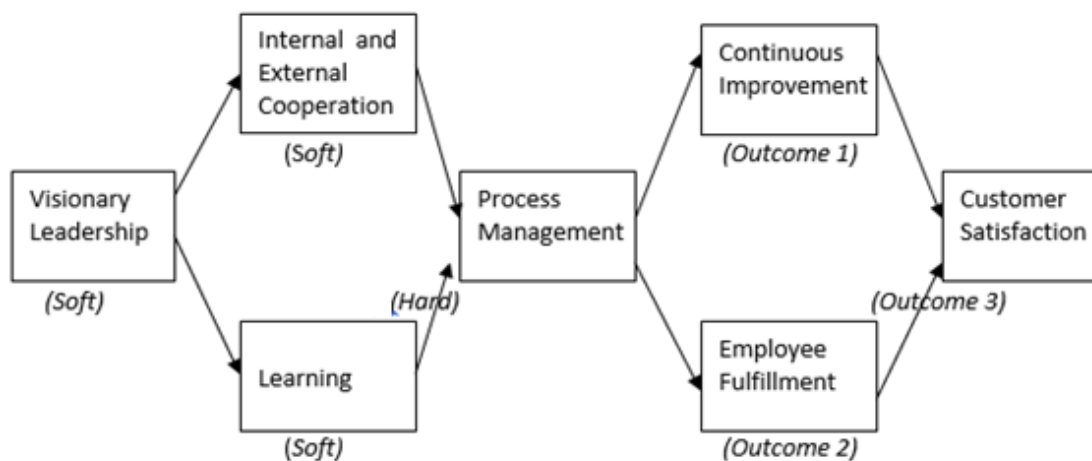 Visionary
Leadership
(Soft)
Internal and
External
Cooperation
(Soft)
Learning
(Soft)
Process
Management
(Hard)
Continuous
Improvement
(Outcome 1)
Employee
Fulfillment
(Outcome 2)
Customer
Satisfaction
(Outcome 3)